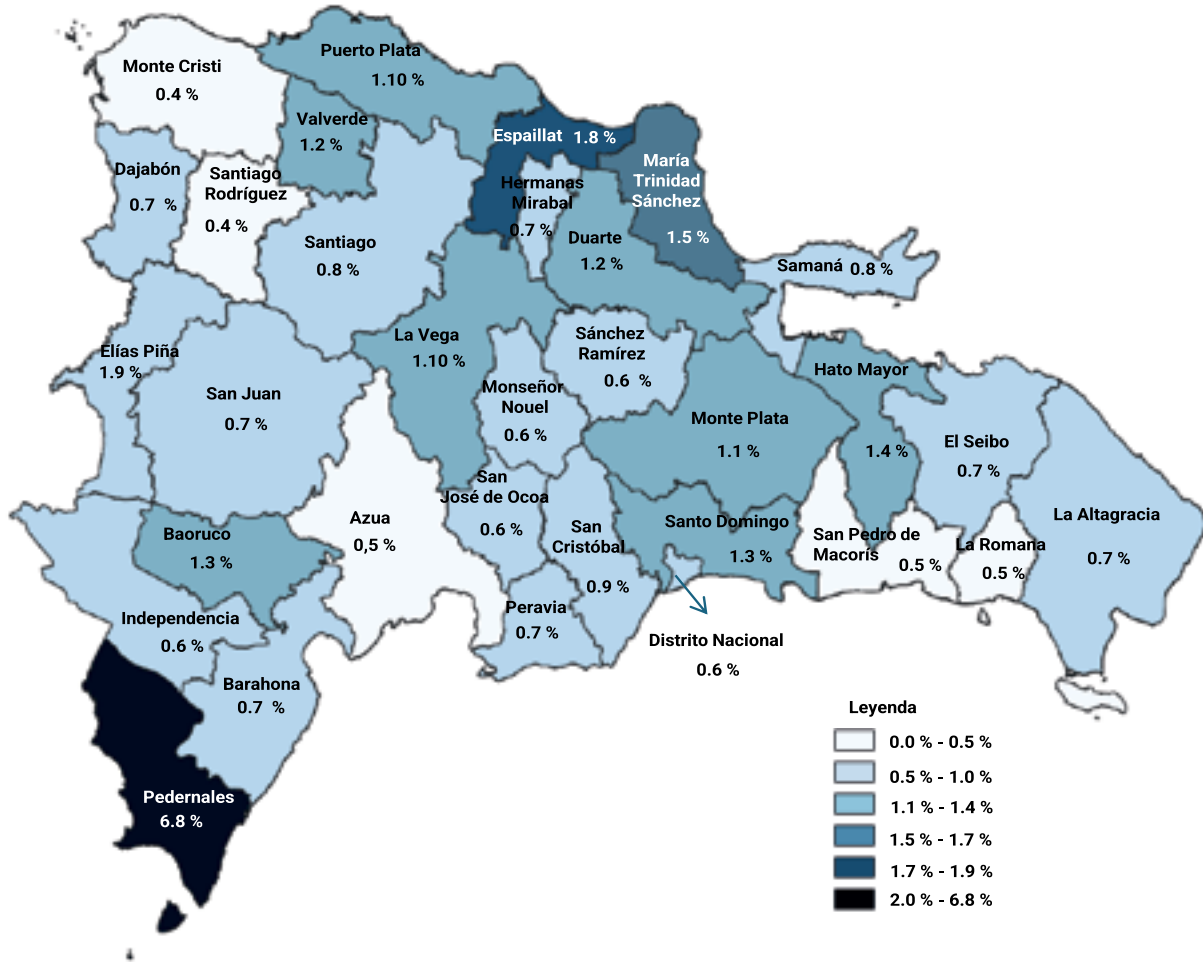 Monte Cristi
0.4 %
Puerto Plata
1.10 %
Valverde
1.2 %
Espaillat 1.8 %
María
Trinidad
Sánchez
1.5 %
Dajabón
0.7 %
Santiago
Rodríguez
0.4 %
Hermanas
Mirabal
0.7 %
Santiago
0.8 %
Duarte
1.2 %
Samaná 0.8 %
Elías Piña
1.9 %
La Vega
1.10 %
Sánchez
Ramírez
0.6 %
Hato Mayor
1.4 %
San Juan
0.7 %
Monseñor
Nouel
0.6 %
Monte Plata
1.1 %
El Seibo
0.7 %
San
José de Ocoa
0.6 %
Azua
0,5 %
San
Cristóbal
0.9 %
Santo Domingo
1.3 %
San Pedro de
Macorís
0.5 %
La Romana
0.5 %
La Altagracia
0.7 %
Baoruco
1.3 %
Independencia
0.6 %
Peravia
0.7 %
Distrito Nacional
0.6 %
Barahona
0.7 %
Pedernales
6.8 %
Leyenda
0.0 % - 0.5 %
0.5 % - 1.0 %
1.1 % - 1.4 %
1.5 % - 1.7 %
1.7 % - 1.9 %
2.0 % - 6.8 %